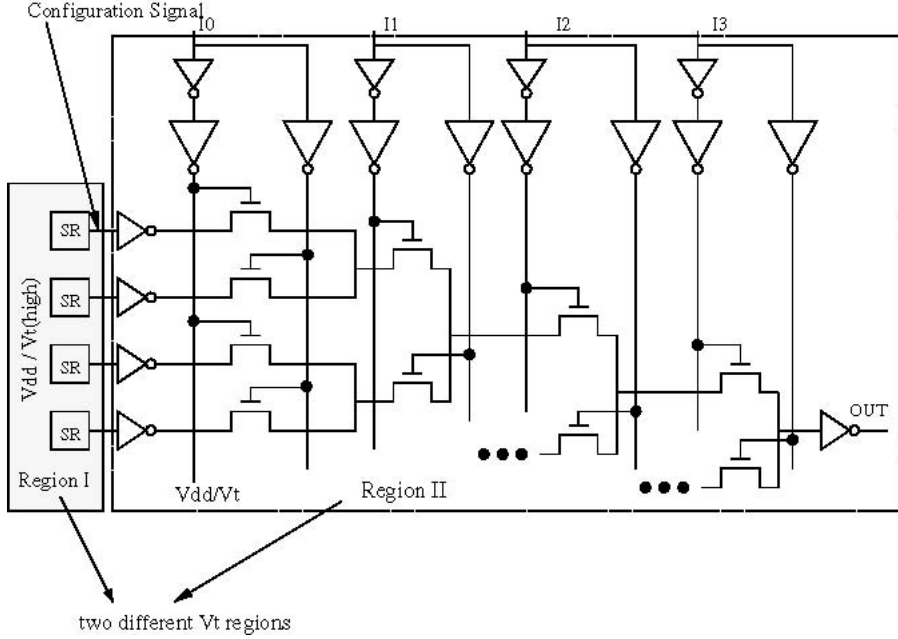 Configuration Signal
I0
I1
I2
I3
SR
SR
SR
SR
Vdd / Vt(high)
Region I
Vdd/Vt
Region II
OUT
two different Vt regions